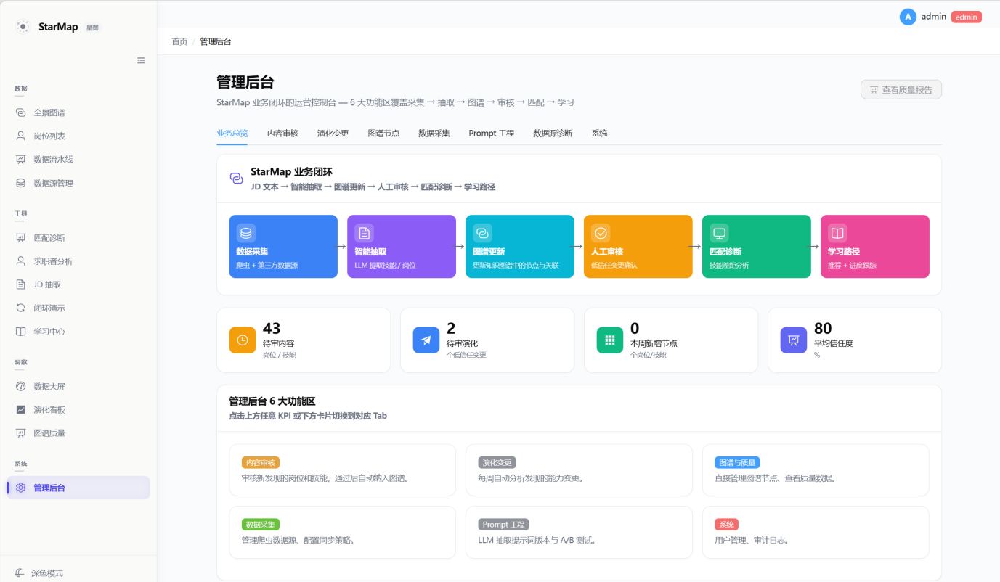 StarMap 星图
admin admin
首页 / 管理后台
数据
全景图谱
岗位列表
数据流水线
数据源管理
工具
匹配诊断
求职者分析
JD 抽取
闭环演示
学习中心
洞察
数据大屏
演化看板
图谱质量
系统
管理后台
深色模式
管理后台
StarMap 业务闭环的运营控制台 — 6 大功能区覆盖采集 → 抽取 → 图谱 → 审核 → 匹配 → 学习
查看质量报告
业务总览 内容审核 演化变更 图谱节点 数据采集 Prompt 工程 数据源诊断 系统
StarMap 业务闭环
JD 文本 → 智能抽取 → 图谱更新 → 人工审核 → 匹配诊断 → 学习路径
数据采集
爬虫 + 第三方数据源
智能抽取
LLM 提取技能 / 岗位
图谱更新
更新知识图谱中的节点与关联
人工审核
低信任变更确认
匹配诊断
技能差距分析
学习路径
推荐 + 进度跟踪
43
待审内容
岗位 / 技能
2
待审演化
个低信任变更
0
本周新增节点
个岗位/技能
80
平均信任度
%
管理后台 6 大功能区
点击上方任意 KPI 或下方卡片切换到对应 Tab
内容审核
审核新发现的岗位和技能，通过后自动纳入图谱。
演化变更
每周自动分析发现的能力变更。
图谱与质量
直接管理图谱节点、查看质量数据。
数据采集
管理爬虫数据源、配置同步策略。
Prompt 工程
LLM 抽取提示词版本与 A/B 测试。
系统
用户管理、审计日志。